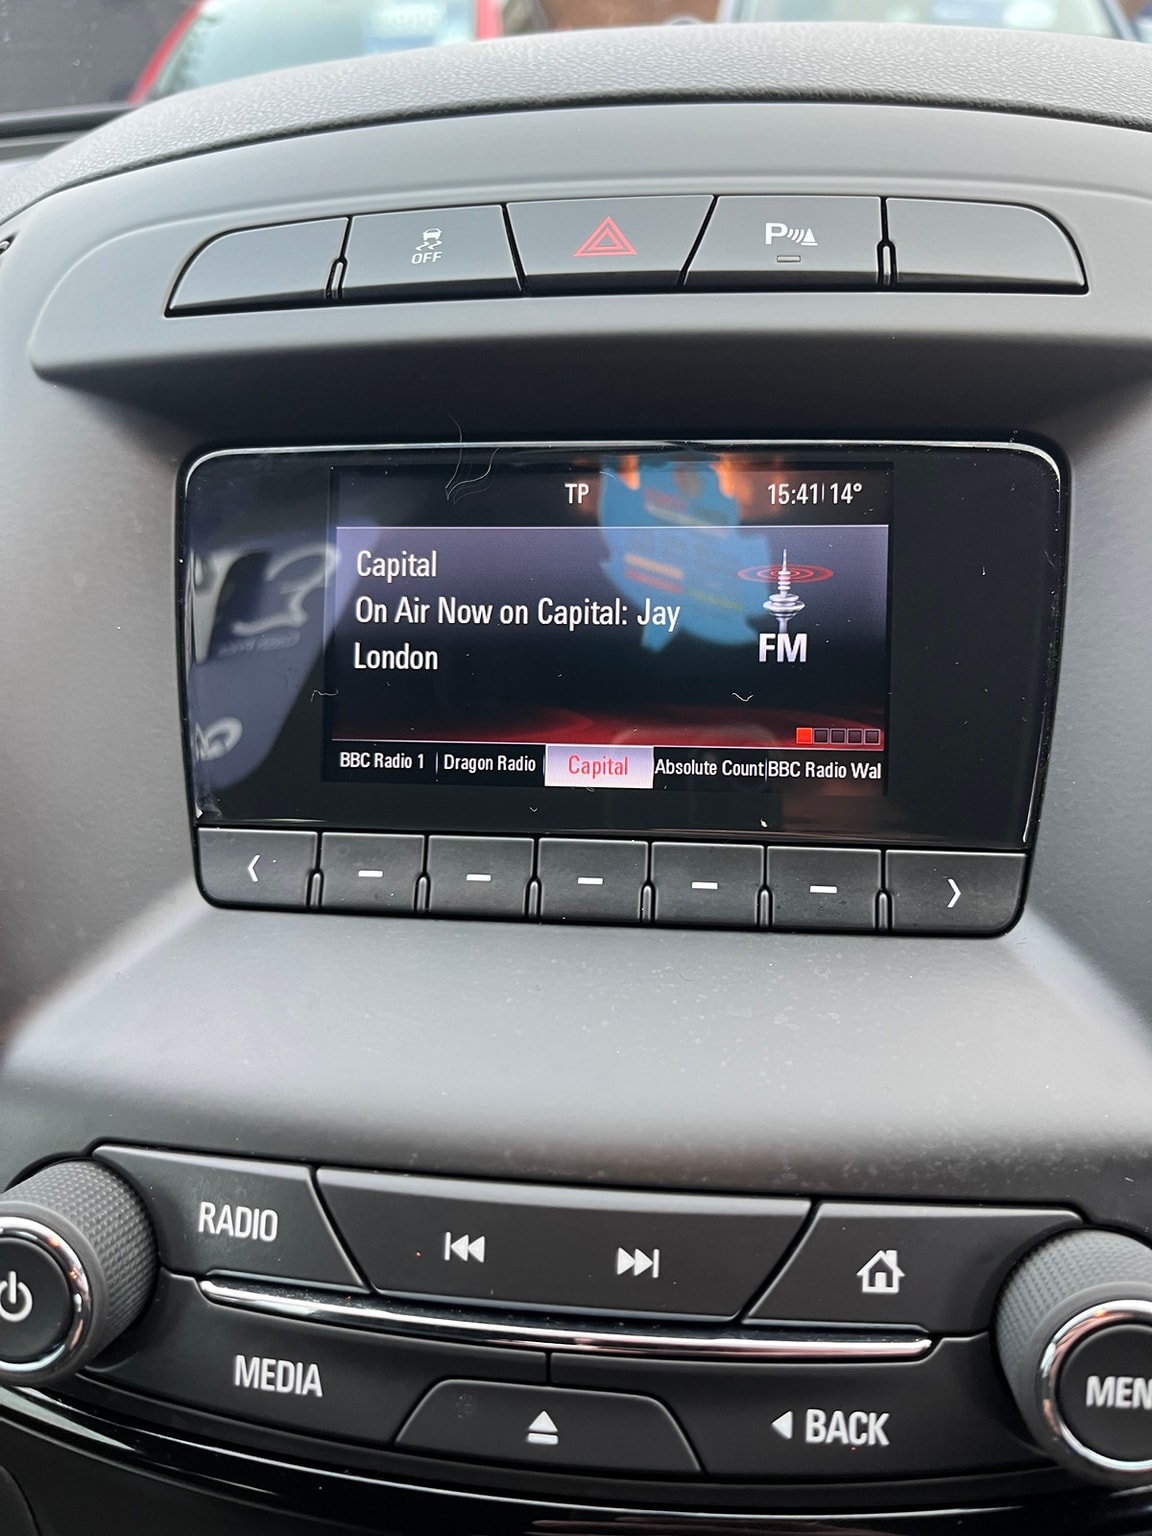 OFF
P
TP
15:41 14°
Capital
On Air Now on Capital: Jay
London
FM
BBC Radio 1
Dragon Radio
Capital
Absolute Count
BBC Radio Wal
RADIO
MEDIA
BACK
MEN